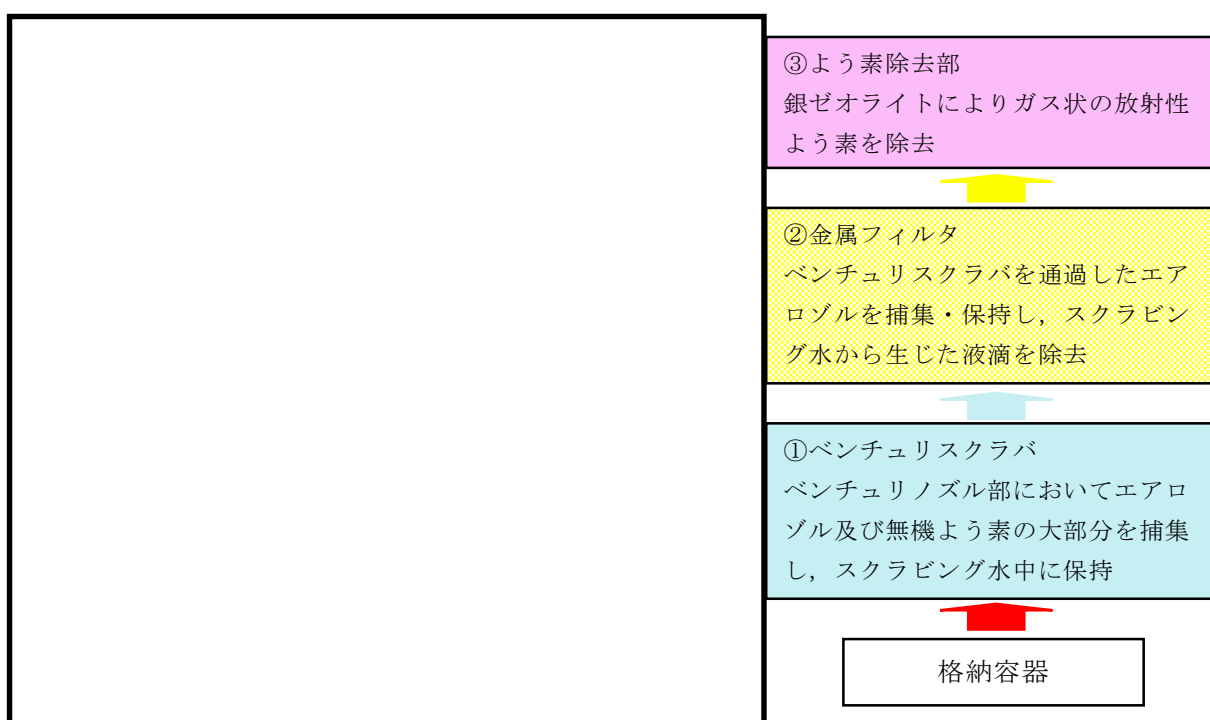 ③よう素除去部
銀ゼオライトによりガス状の放射性
よう素を除去
②金属フィルタ
ベンチュリスクラバを通過したエア
ロゾルを捕集・保持し，スクラビン
グ水から生じた液滴を除去
①ベンチュリスクラバ
ベンチュリノズル部においてエアロ
ゾル及び無機よう素の大部分を捕集
し，スクラビング水中に保持
格納容器